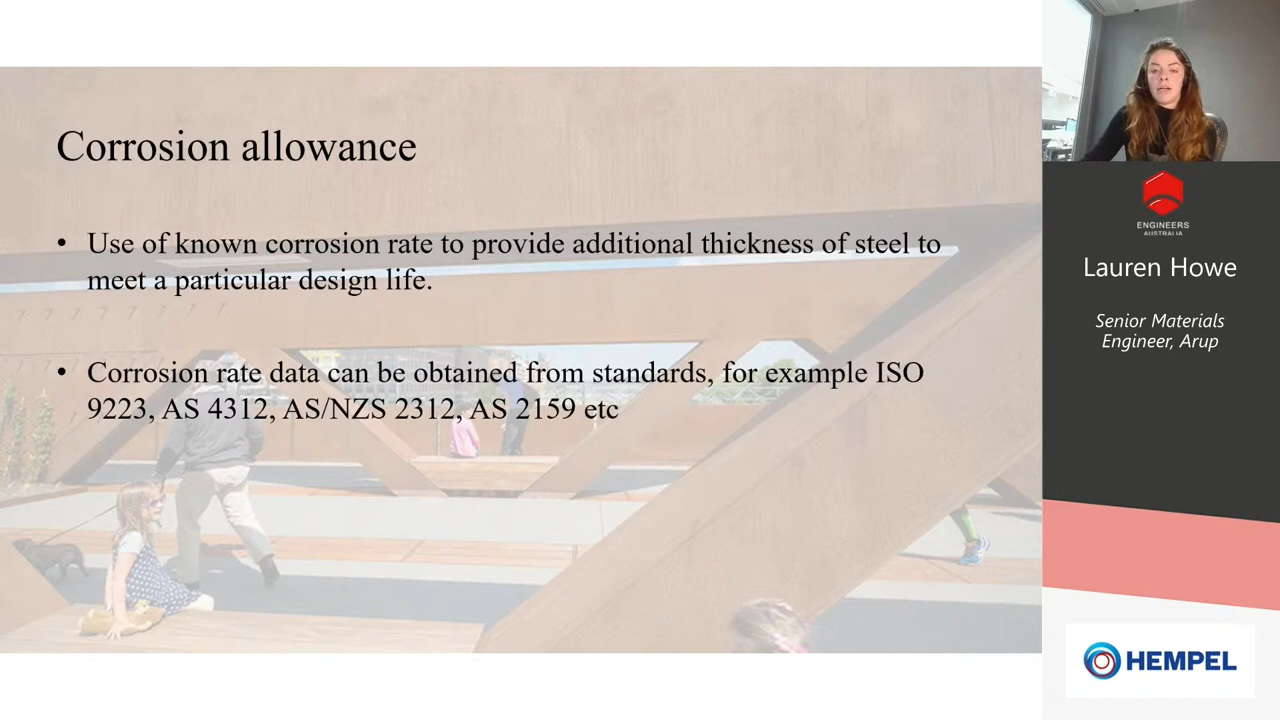 Corrosion allowance
• Use of known corrosion rate to provide additional thickness of steel to
meet a particular design life.
• Corrosion rate data can be obtained from standards, for example ISO
9223, AS 4312, AS/NZS 2312, AS 2159 etc
ENGINEERS
AUSTRALIA
Lauren Howe
Senior Materials
Engineer, Arup
HEMPEL